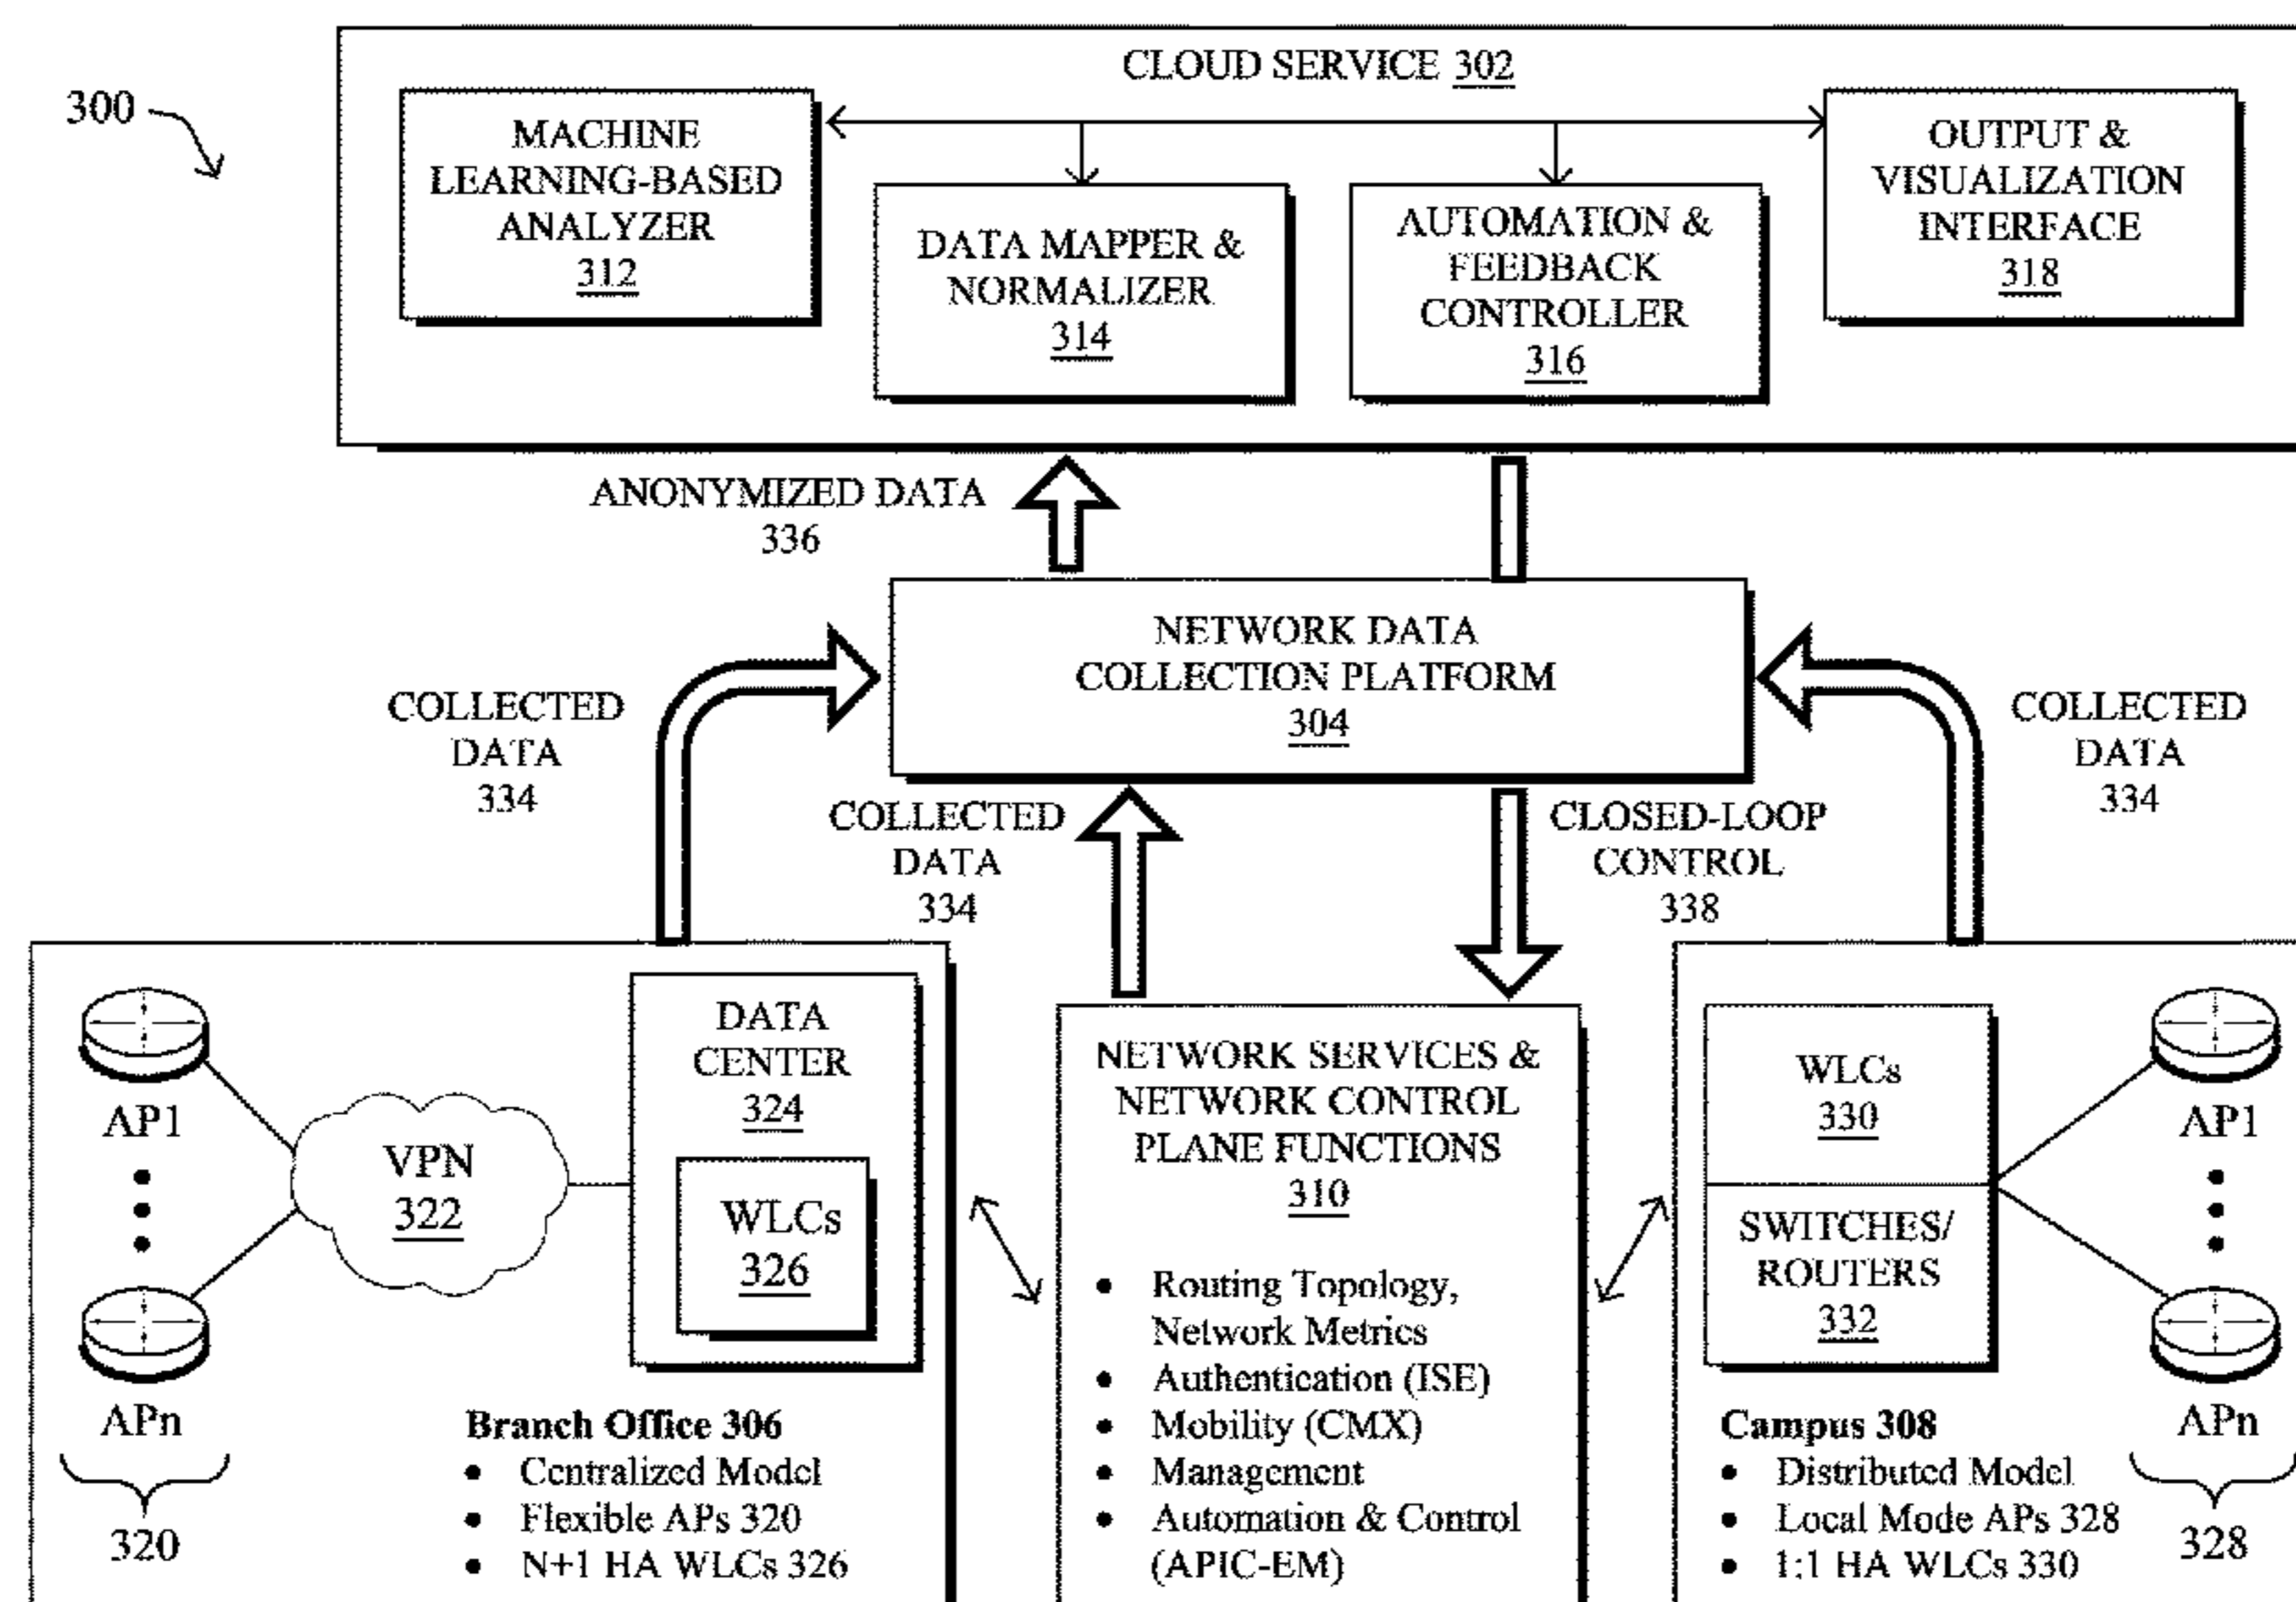 300
CLOUD SERVICE 302
MACHINE
LEARNING-BASED
ANALYZER
312
DATA MAPPER &
NORMALIZER
314
AUTOMATION &
FEEDBACK
CONTROLLER
316
OUTPUT &
VISUALIZATION
INTERFACE
318
ANONYMIZED DATA
336
NETWORK DATA
COLLECTION PLATFORM
304
COLLECTED
DATA
334
COLLECTED
DATA
334
CLOSED-LOOP
CONTROL
338
COLLECTED
DATA
334
AP1
APn
320
VPN
322
DATA
CENTER
324
WLCs
326
Branch Office 306
• Centralized Model
• Flexible APs 320
• N+1 HA WLCs 326
NETWORK SERVICES &
NETWORK CONTROL
PLANE FUNCTIONS
310
• Routing Topology,
Network Metrics
• Authentication (ISE)
• Mobility (CMX)
• Management
• Automation & Control
(APIC-EM)
WLCs
330
SWITCHES/
ROUTERS
332
AP1
APn
328
Campus 308
• Distributed Model
• Local Mode APs 328
• 1:1 HA WLCs 330